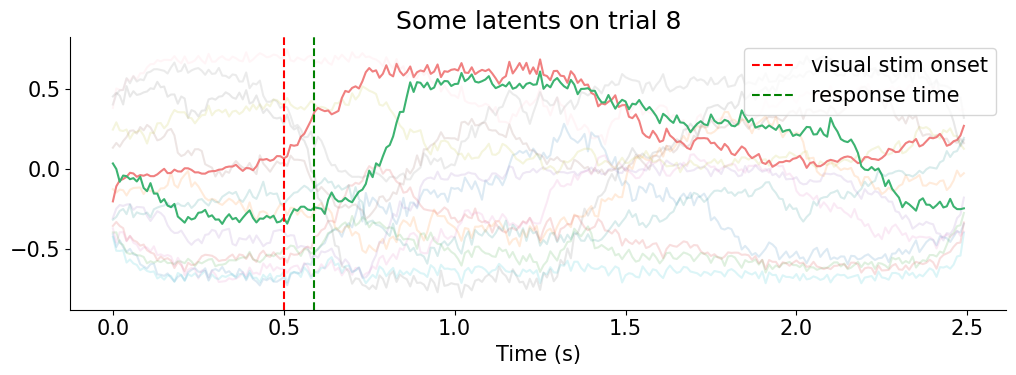 Some latents on trial 8
visual stim onset
response time
0.5
0.0
−0.5
0.0 0.5 1.0 1.5 2.0 2.5
Time (s)